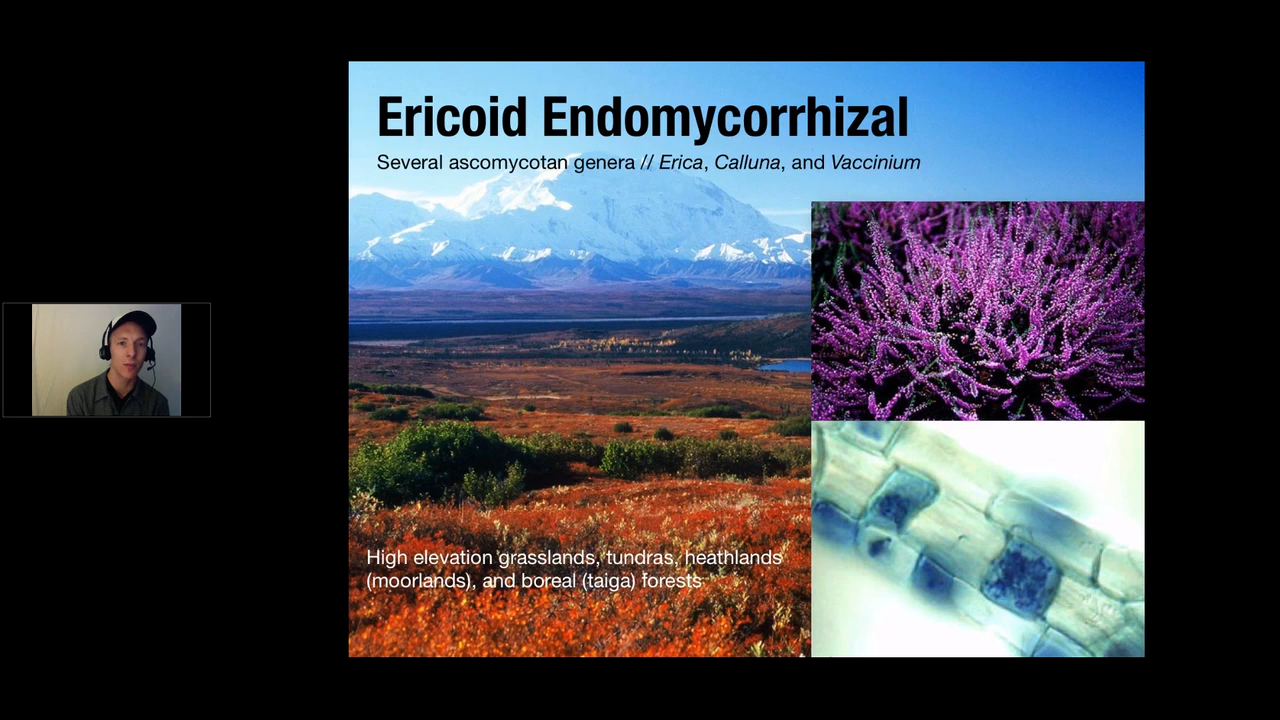 Ericoid Endomycorrhizal
Several ascomycotan genera // Erica, Calluna, and Vaccinium
High elevation grasslands, tundras, heathlands
(moorlands), and boreal (taiga) forests